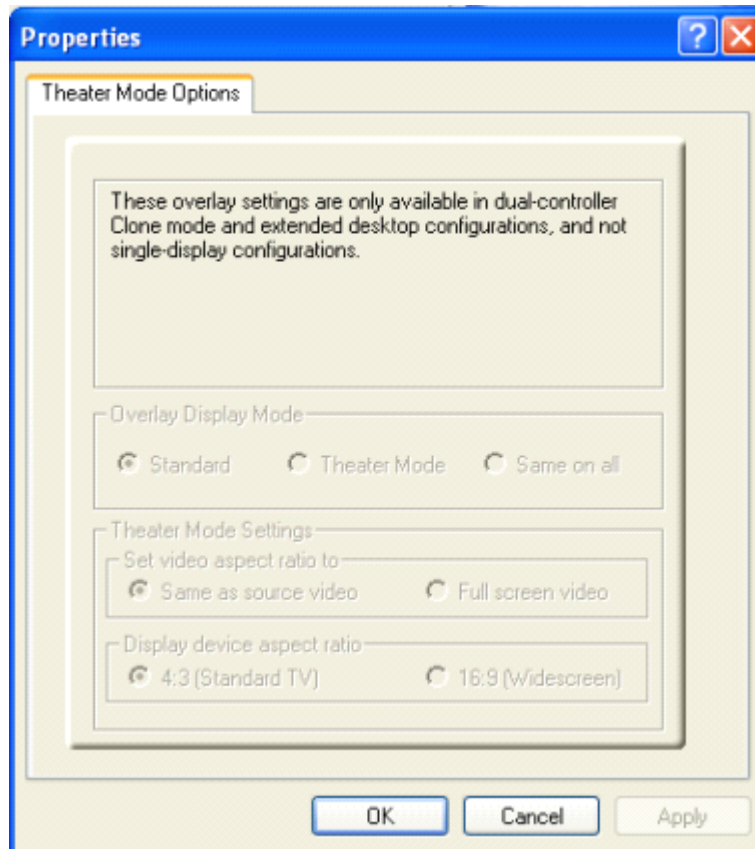 Properties
Theater Mode Options
These overlay settings are only available in dual-controller
Clone mode and extended desktop configurations, and not
single-display configurations.
Overlay Display Mode
Standard Theater Mode Same on all
Theater Mode Settings
Set video aspect ratio to
Same as source video Full screen video
Display device aspect ratio
4:3 (Standard TV) 16:9 (Widescreen)
OK Cancel Apply